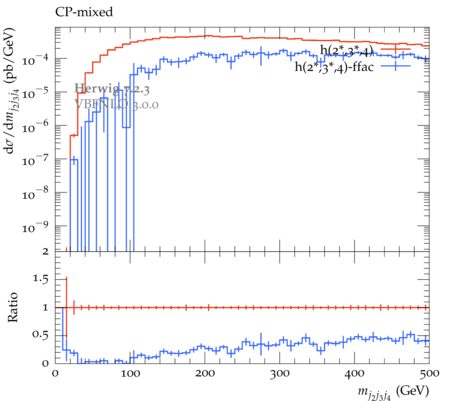 CP-mixed
dσ/dm_{j₂j₃j₄} (pb/GeV)
h(2*,3*,4)
h(2*,3*,4)-ffac
Herwig 7.2.3
VBFNLO 3.0.0
10⁻⁴
10⁻⁵
10⁻⁶
10⁻⁷
10⁻⁸
10⁻⁹
2
Ratio
1.5
1
0.5
0
0 100 200 300 400 500
m_{j₂j₃j₄} (GeV)